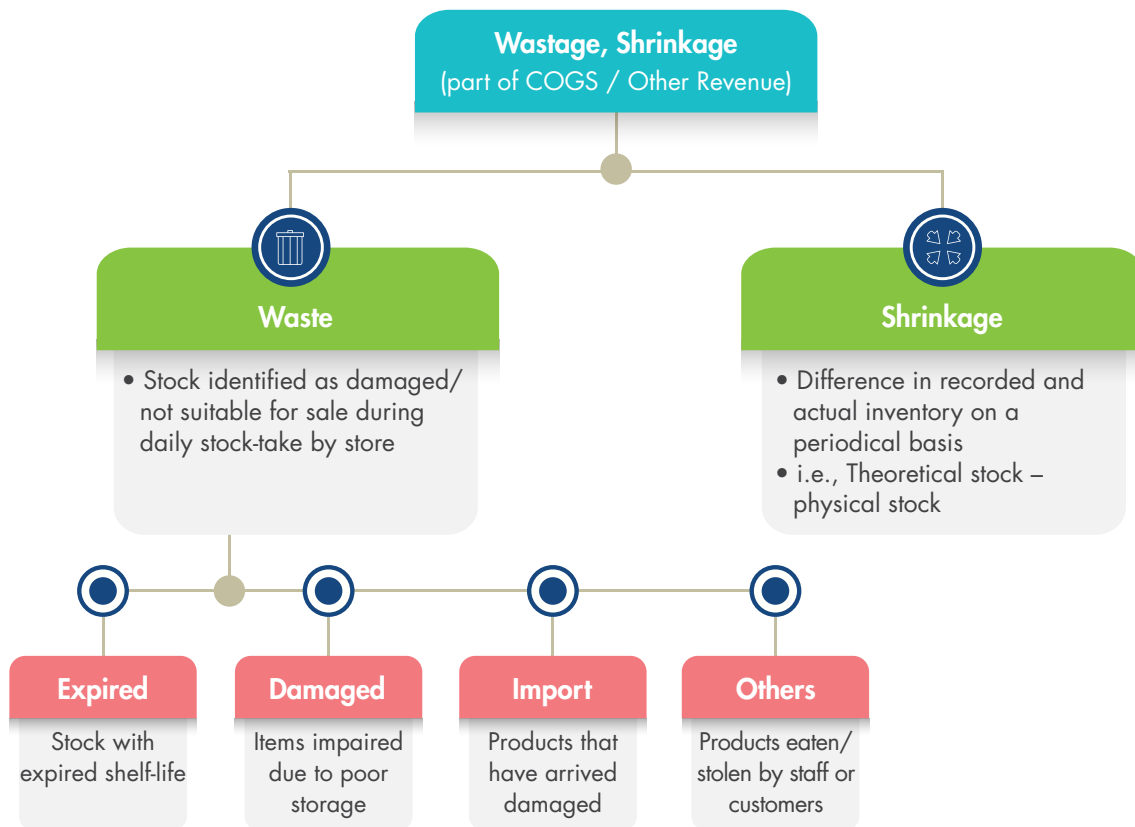 Wastage, Shrinkage
(part of COGS / Other Revenue)
Waste
• Stock identified as damaged/
not suitable for sale during
daily stock-take by store
Shrinkage
• Difference in recorded and
actual inventory on a
periodical basis
• i.e., Theoretical stock –
physical stock
Expired
Stock with
expired shelf-life
Damaged
Items impaired
due to poor
storage
Import
Products that
have arrived
damaged
Others
Products eaten/
stolen by staff or
customers